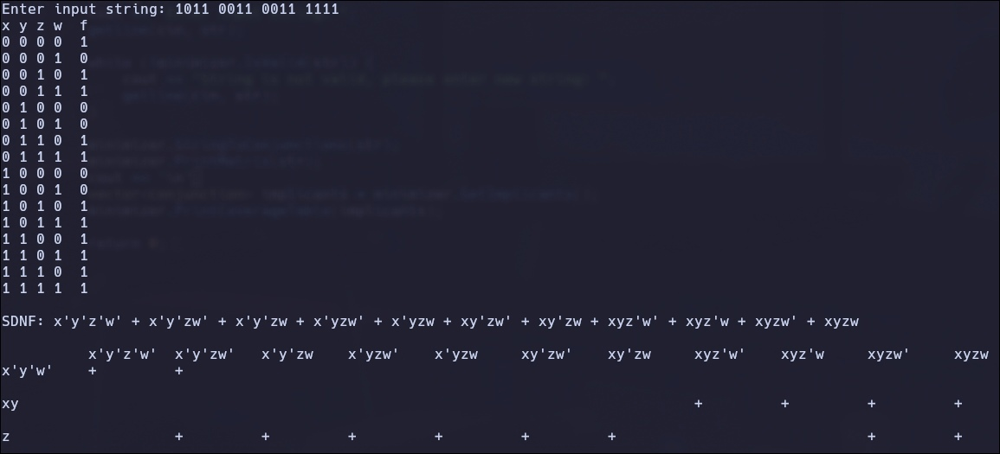 Enter input string: 1011 0011 0011 1111
x y z w  f
0 0 0 0  1
0 0 0 1  0
0 0 1 0  1
0 0 1 1  1
0 1 0 0  0
0 1 0 1  0
0 1 1 0  1
0 1 1 1  1
1 0 0 0  0
1 0 0 1  0
1 0 1 0  1
1 0 1 1  1
1 1 0 0  1
1 1 0 1  1
1 1 1 0  1
1 1 1 1  1
SDNF: x'y'z'w' + x'y'zw' + x'y'zw + x'yzw' + x'yzw + xy'zw' + xy'zw + xyz'w' + xyz'w + xyzw' + xyzw
x'y'z'w'  x'y'zw'  x'y'zw  x'yzw'  x'yzw  xy'zw'  xy'zw  xyz'w'  xyz'w  xyzw'  xyzw
x'y'w'  +  +
xy  +  +  +  +
z  +  +  +  +  +  +  +  +